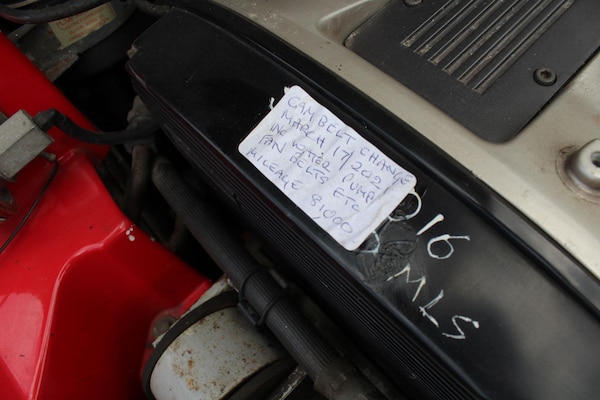 CAMBELT CHANGE
MARCH 17/2021
INC WATER PUMP
FAN BELTS ETC
MILEAGE 81,000
016
MLS